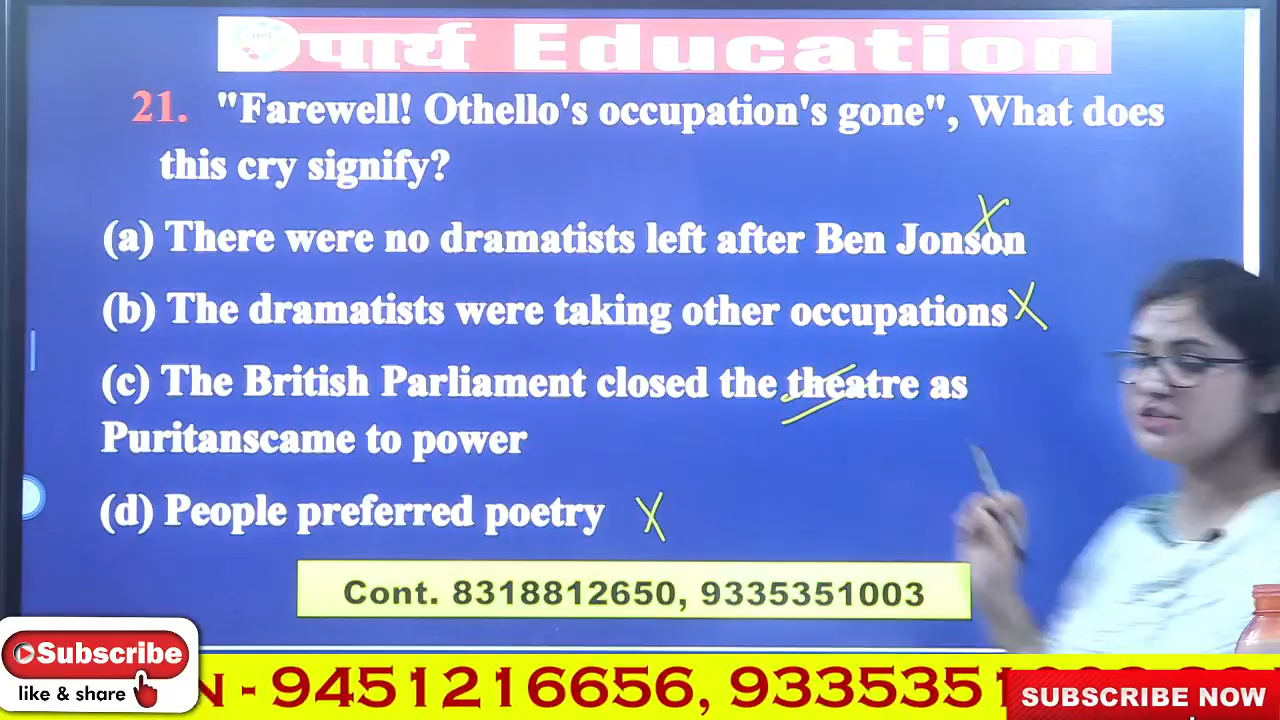 पार्य Education
21. "Farewell! Othello's occupation's gone", What does
this cry signify?
(a) There were no dramatists left after Ben Jonson
(b) The dramatists were taking other occupations
(c) The British Parliament closed the theatre as
Puritanscame to power
(d) People preferred poetry
Cont. 8318812650, 9335351003
Subscribe
like & share
N - 9451216656, 9335351
SUBSCRIBE NOW